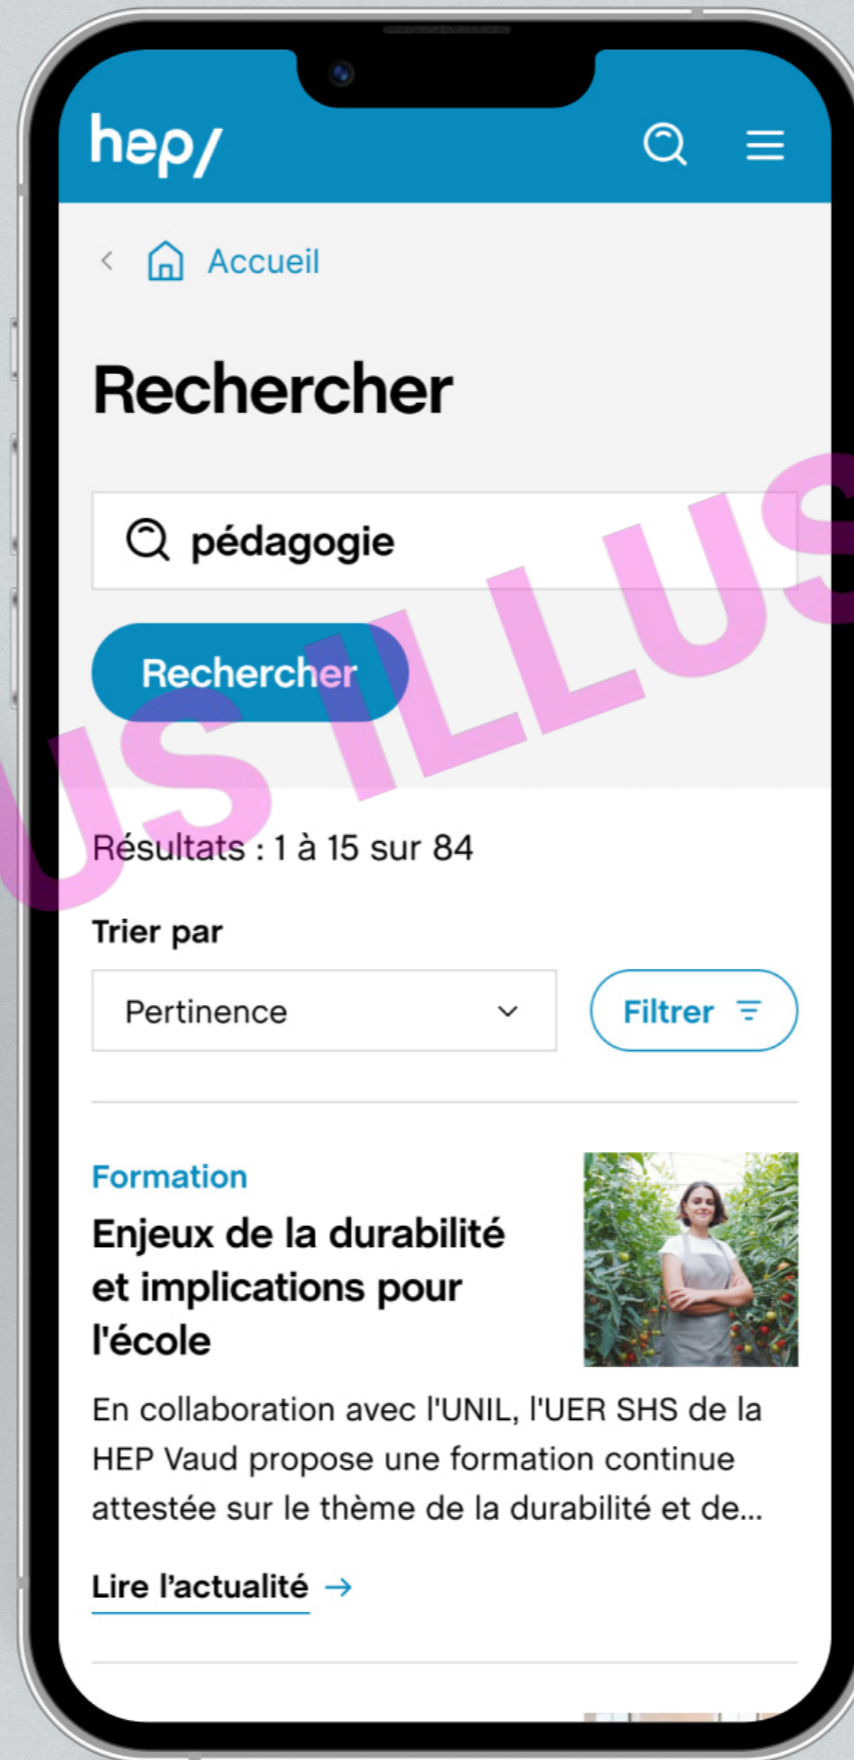 hep/
Accueil
Rechercher
pédagogie
Rechercher
US ILLUS
Résultats : 1 à 15 sur 84
Trier par
Pertinence
Filtrer
Formation
Enjeux de la durabilité
et implications pour
l'école
En collaboration avec l'UNIL, l'UER SHS de la
HEP Vaud propose une formation continue
attestée sur le thème de la durabilité et de...
Lire l’actualité →